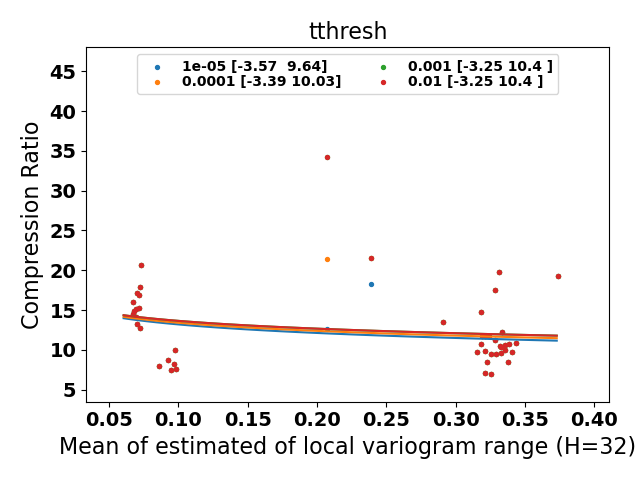 tthresh
1e-05 [-3.57  9.64]
0.0001 [-3.39 10.03]
0.001 [-3.25 10.4 ]
0.01 [-3.25 10.4 ]
Compression Ratio
45
40
35
30
25
20
15
10
5
0.05 0.10 0.15 0.20 0.25 0.30 0.35 0.40
Mean of estimated of local variogram range (H=32)